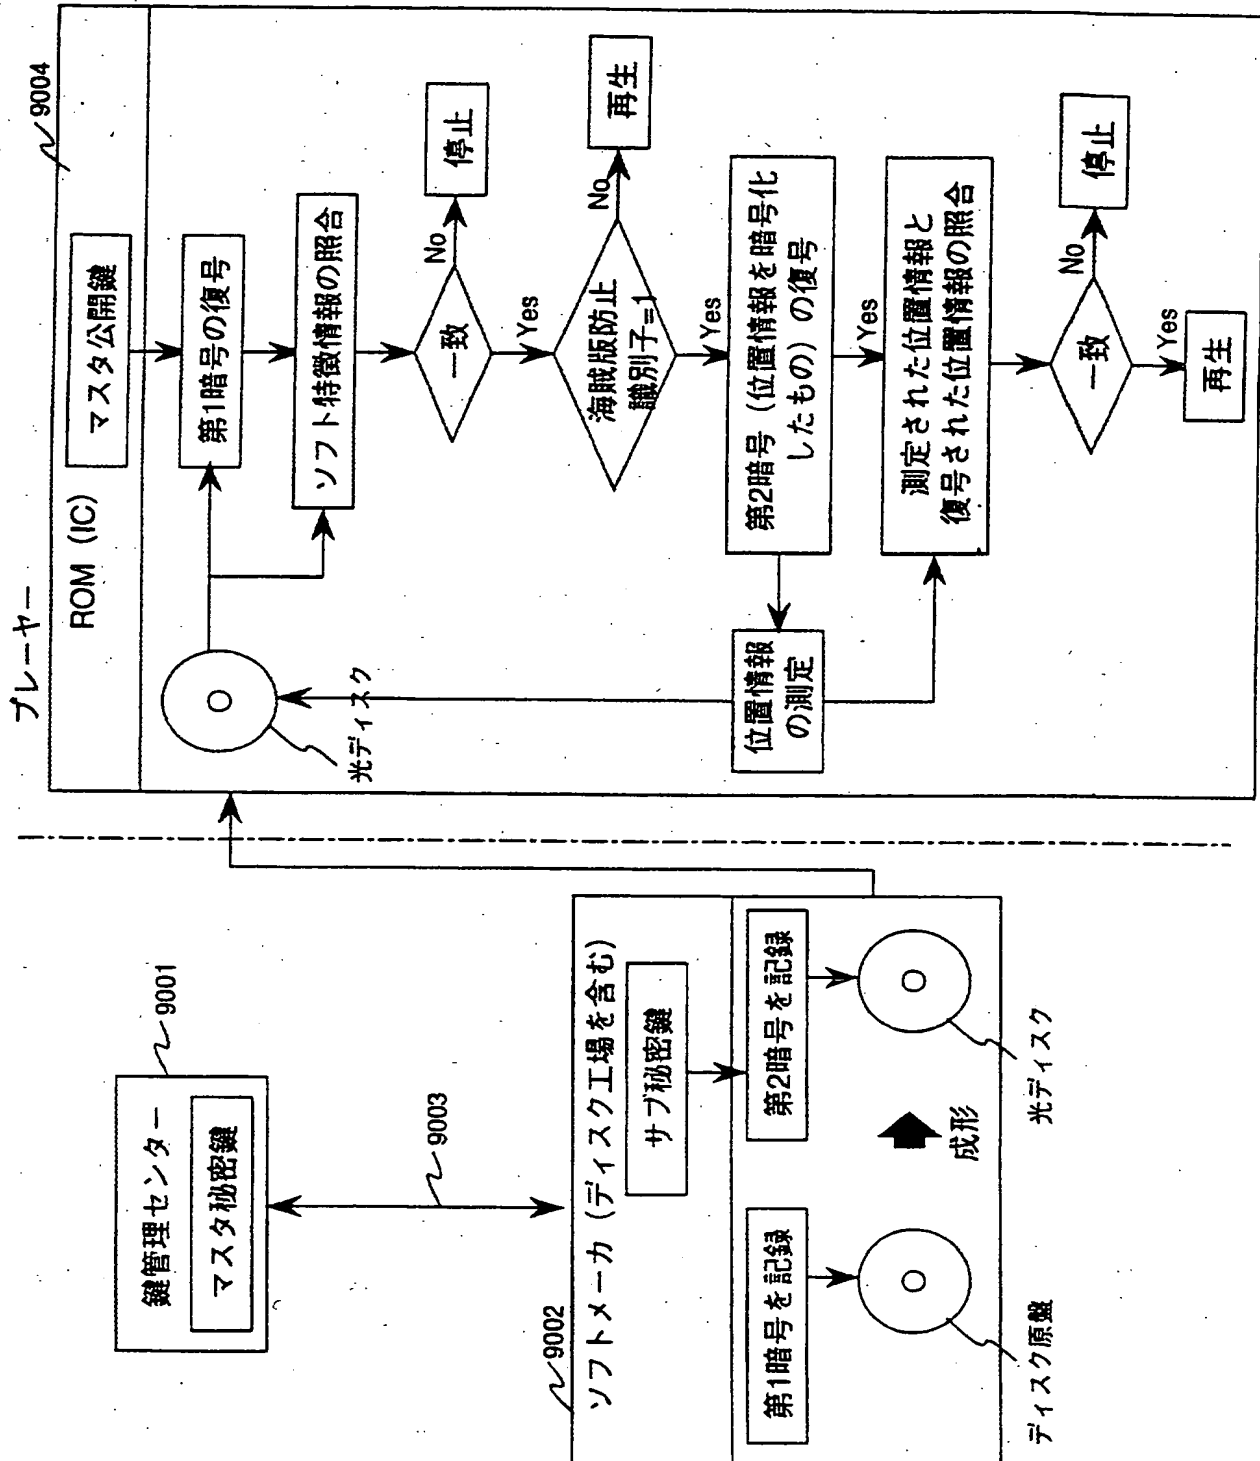 鍵管理センター
9001
マスタ秘密鍵
9003
9002
ソフトメーカ (ディスク工場を含む)
サブ秘密鍵
第1暗号を記録
第2暗号を記録
成形
ディスク原盤
光ディスク
プレーヤー
9004
ROM (IC)
マスタ公開鍵
光ディスク
第1暗号の復号
ソフト特徴情報の照合
一致
No
停止
Yes
海賊版防止
識別子=1
No
再生
Yes
第2暗号 (位置情報を暗号化
したもの) の復号
位置情報
の測定
Yes
測定された位置情報と
復号された位置情報の照合
一致
No
停止
Yes
再生